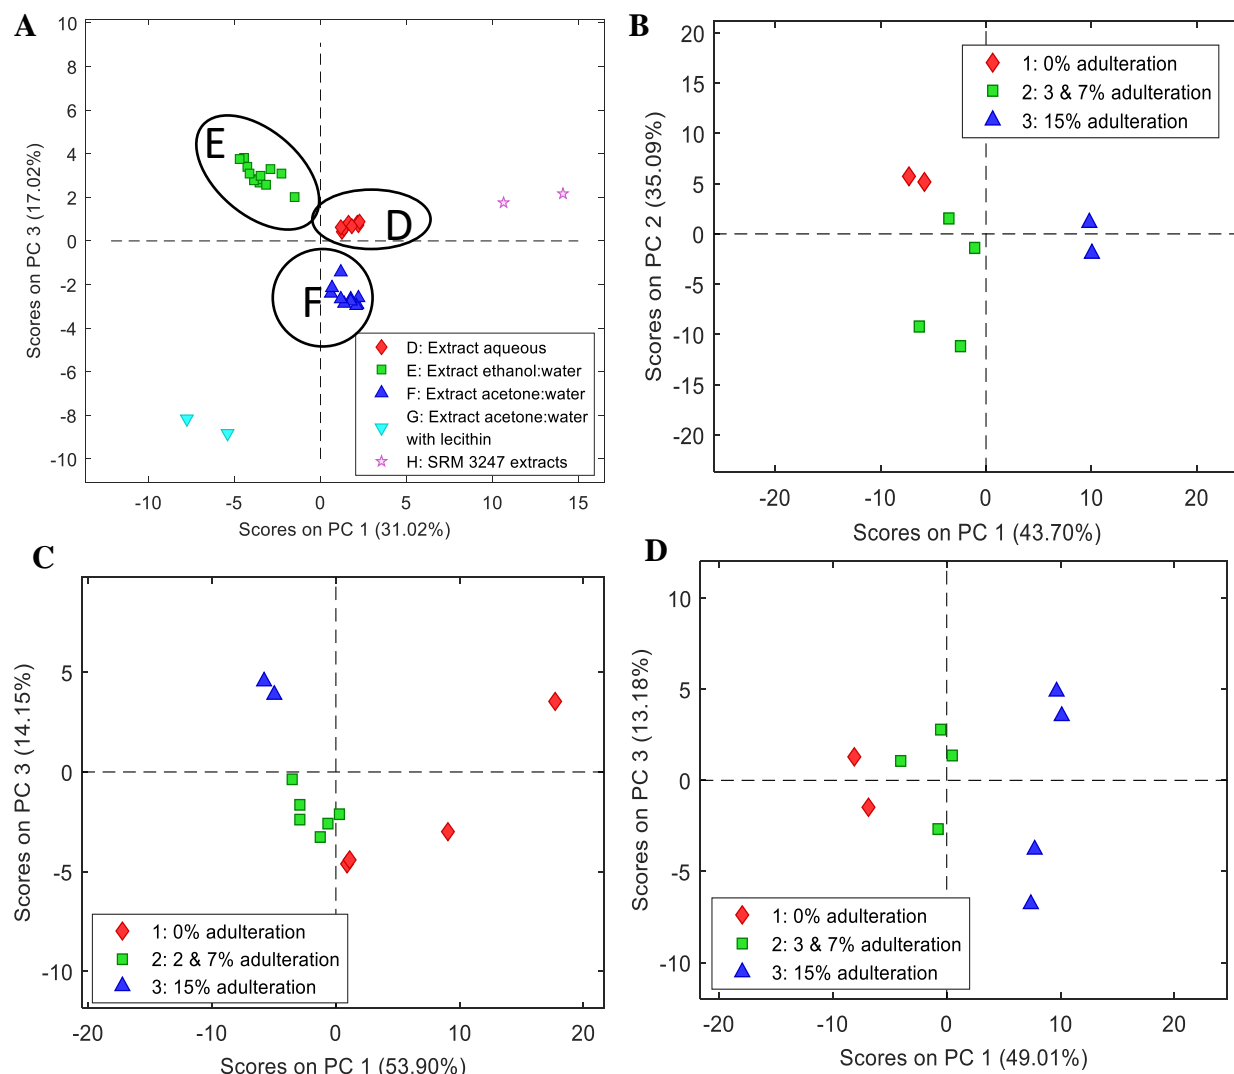 A
10
8
6
4
2
0
-2
-4
-6
-8
-10
Scores on PC 3 (17.02%)
E
D
F
D: Extract aqueous
E: Extract ethanol:water
F: Extract acetone:water
G: Extract acetone:water
with lecithin
H: SRM 3247 extracts
-10
-5
0
5
10
15
Scores on PC 1 (31.02%)
B
20
15
10
5
0
-5
-10
-15
-20
Scores on PC 2 (35.09%)
1: 0% adulteration
2: 3 & 7% adulteration
3: 15% adulteration
-20
-10
0
10
20
Scores on PC 1 (43.70%)
C
5
0
-5
-10
Scores on PC 3 (14.15%)
1: 0% adulteration
2: 2 & 7% adulteration
3: 15% adulteration
-20
-10
0
10
20
Scores on PC 1 (53.90%)
D
10
5
0
-5
-10
Scores on PC 3 (13.18%)
1: 0% adulteration
2: 3 & 7% adulteration
3: 15% adulteration
-20
-10
0
10
20
Scores on PC 1 (49.01%)